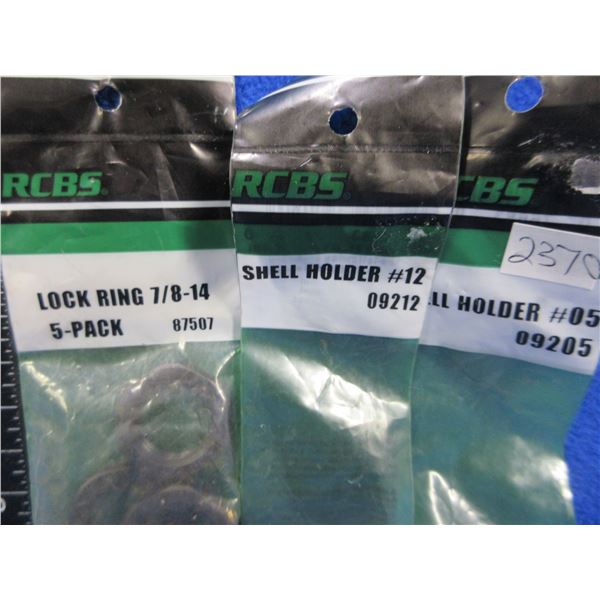 RCBS
LOCK RING 7/8-14
5-PACK 87507
RCBS
SHELL HOLDER #12
09212
CBS
2370
LL HOLDER #05
09205